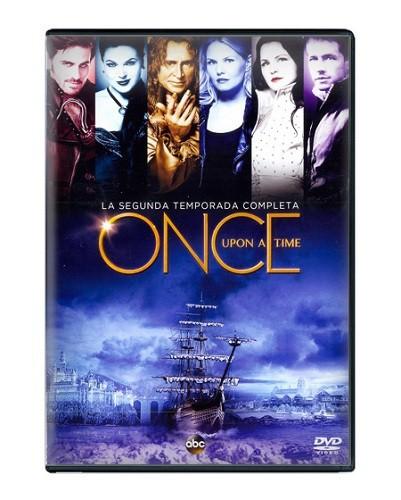 LA SEGUNDA TEMPORADA COMPLETA
ONCE
UPON A TIME
abc
DVD
VIDEO